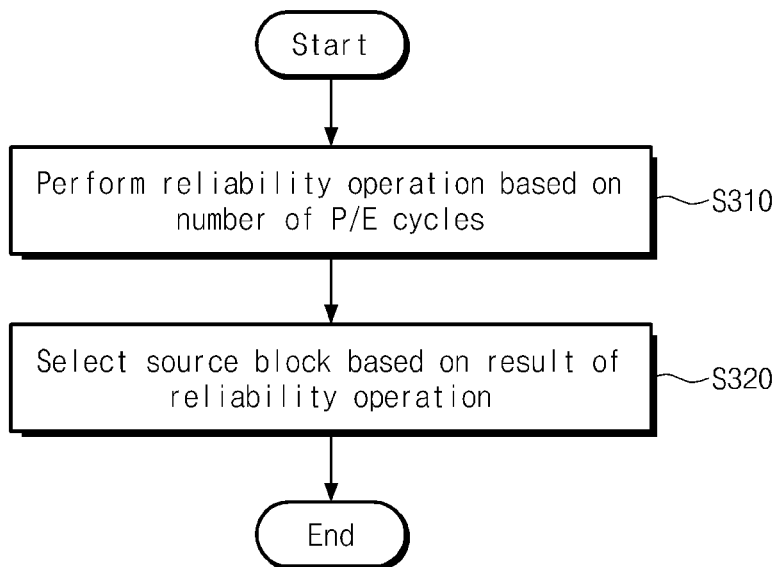 Start
Perform reliability operation based on
number of P/E cycles
S310
Select source block based on result of
reliability operation
S320
End